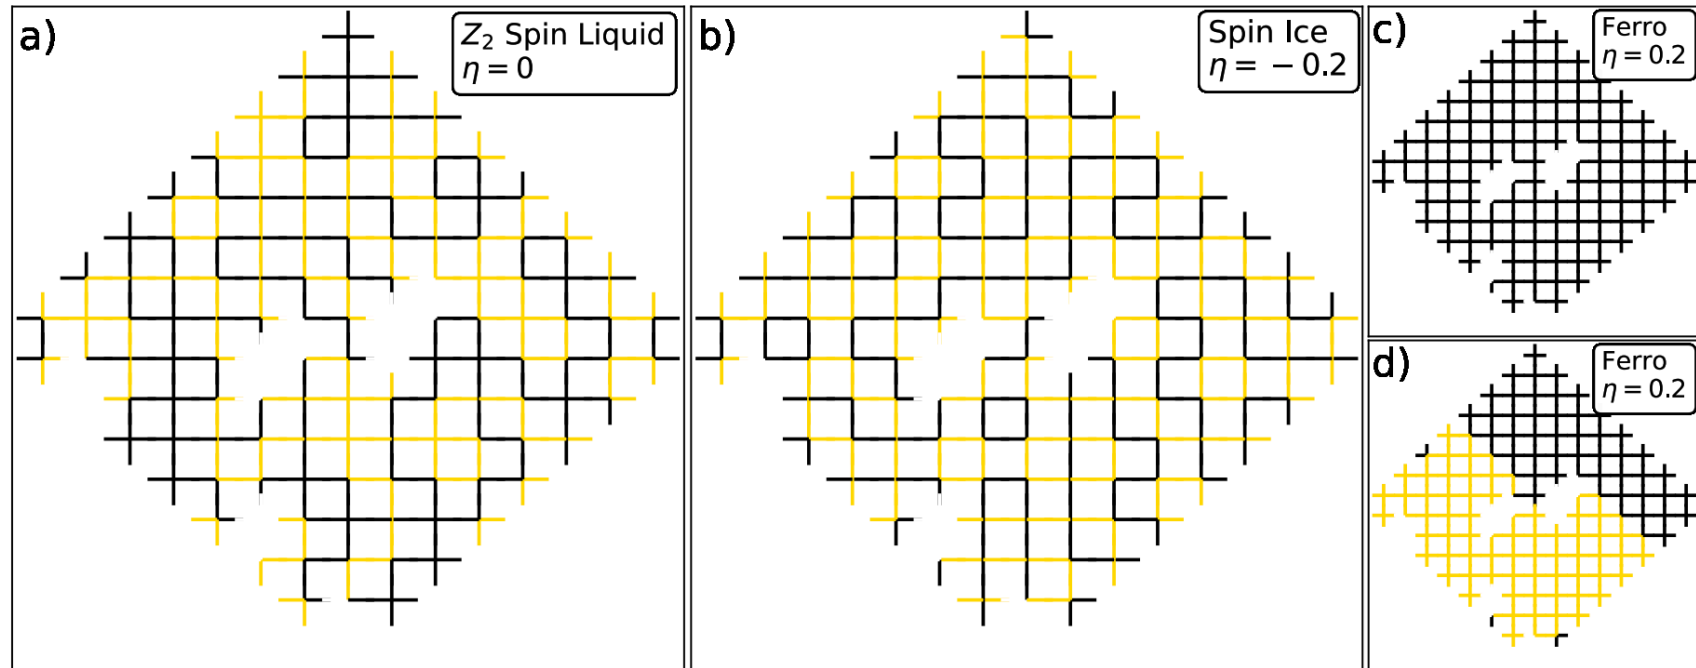 a)
Z₂ Spin Liquid
η = 0
b)
Spin Ice
η = − 0.2
c)
Ferro
η = 0.2
d)
Ferro
η = 0.2